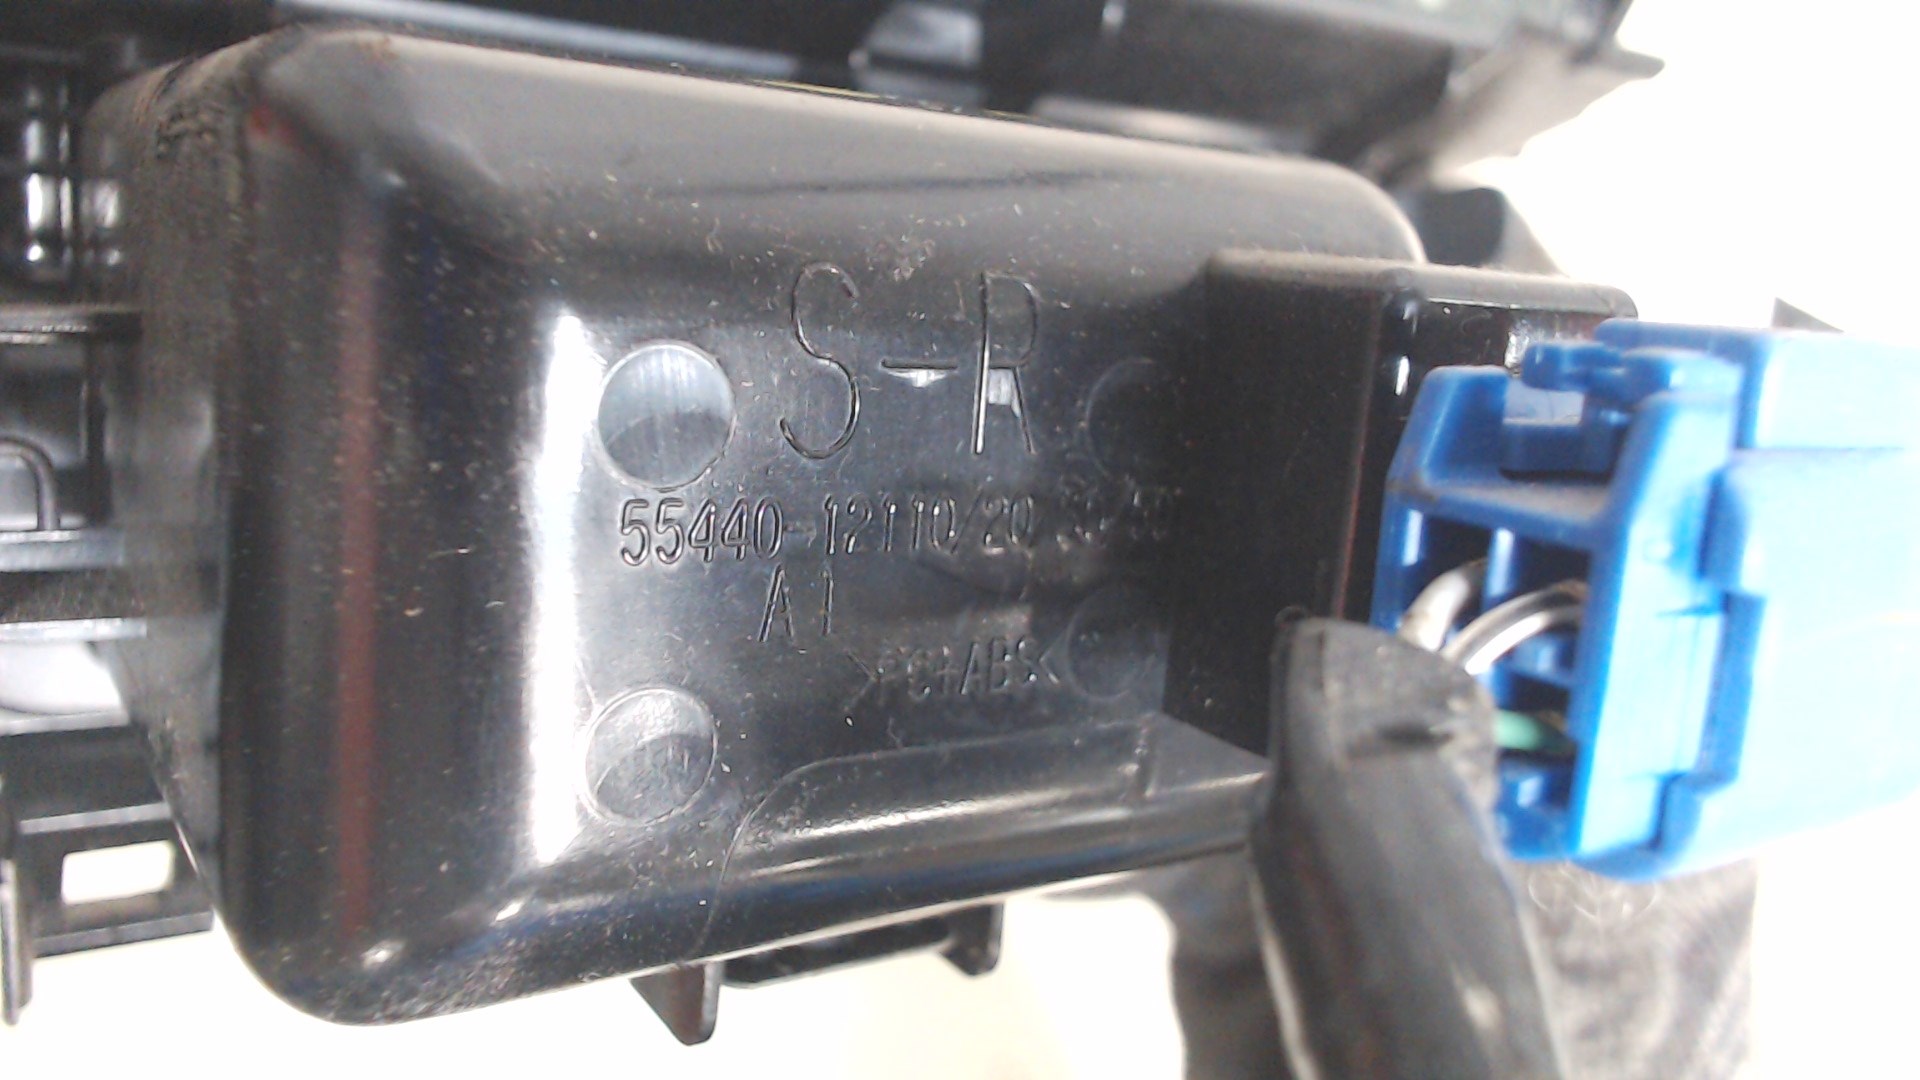 S-R
55440-12110/20
A1
>PC+ABS<